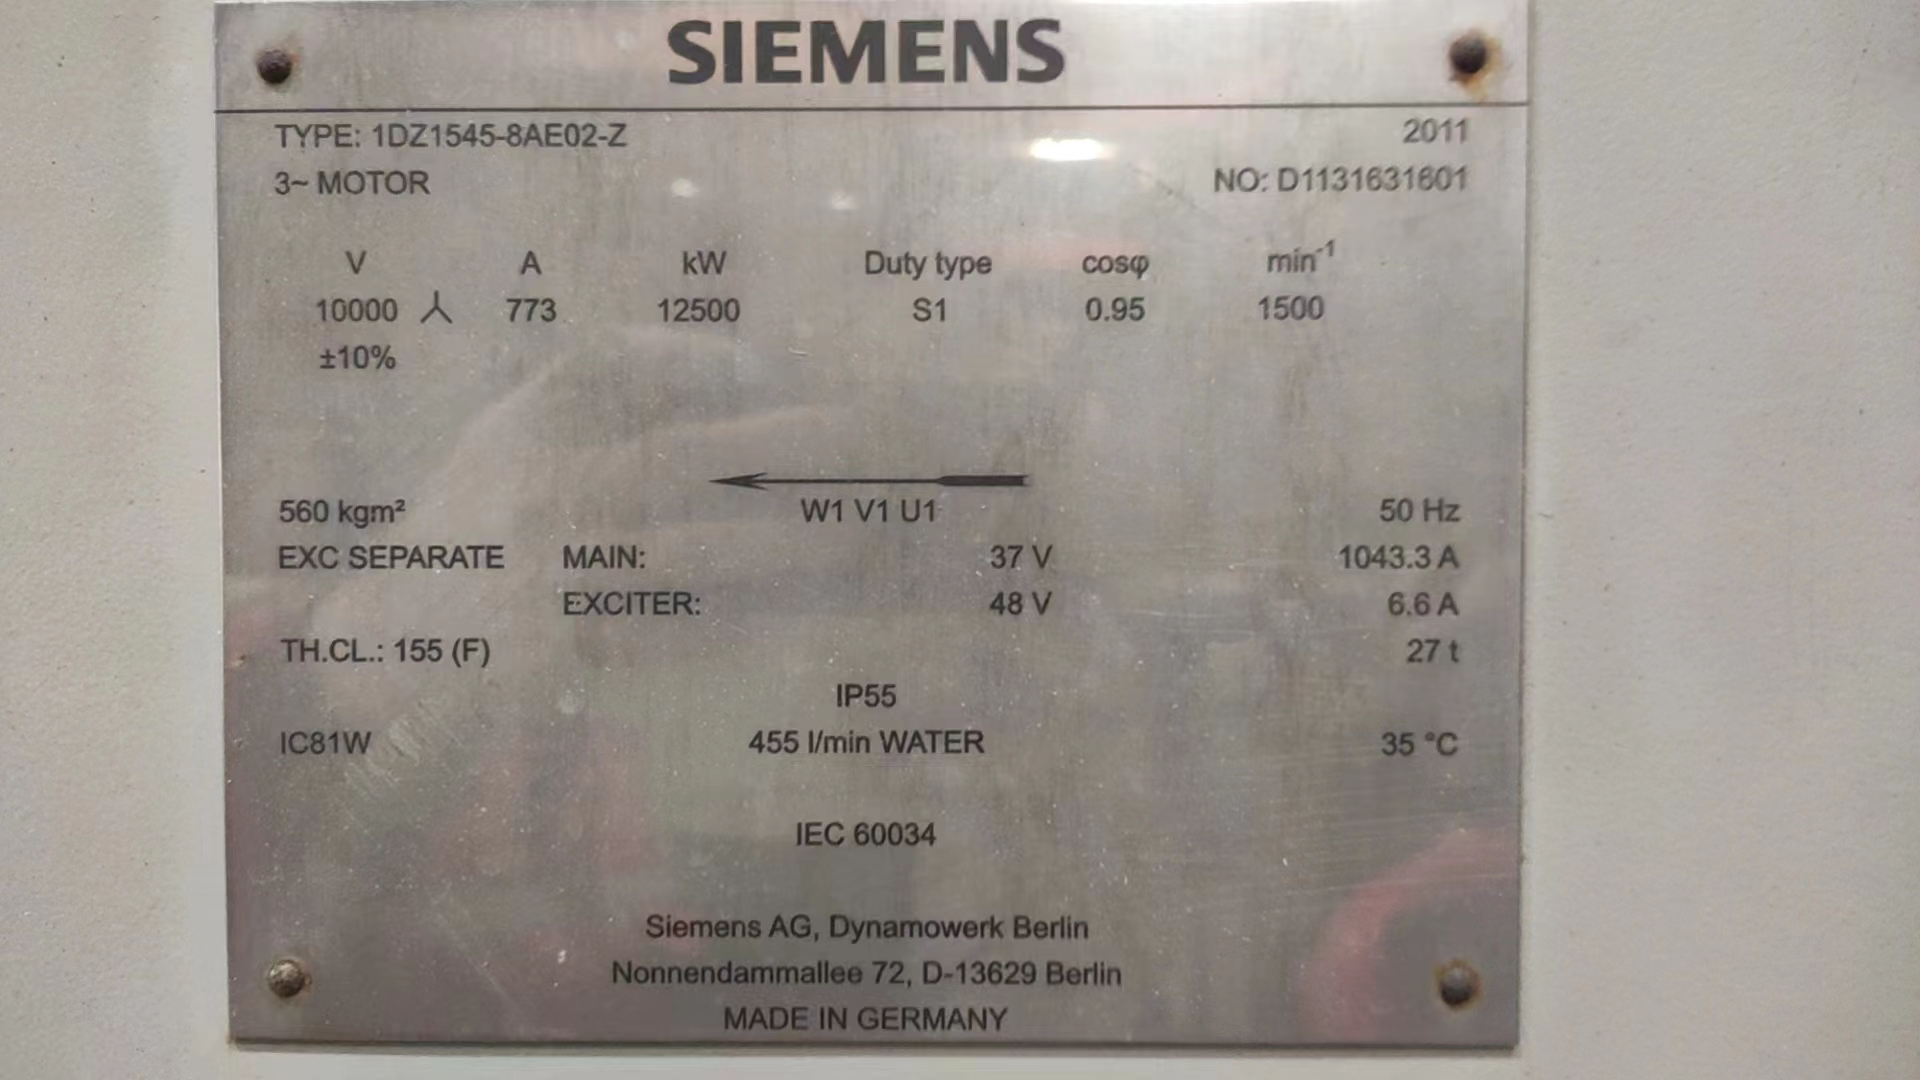 SIEMENS
TYPE: 1DZ1545-8AE02-Z 2011
3~ MOTOR NO: D1131631601
V A kW Duty type cosφ min⁻¹
10000 773 12500 S1 0.95 1500
±10%
560 kgm² W1 V1 U1 50 Hz
EXC SEPARATE MAIN: 37 V 1043.3 A
EXCITER: 48 V 6.6 A
TH.CL.: 155 (F) 27 t
IP55
IC81W 455 l/min WATER 35 °C
IEC 60034
Siemens AG, Dynamowerk Berlin
Nonnendammallee 72, D-13629 Berlin
MADE IN GERMANY